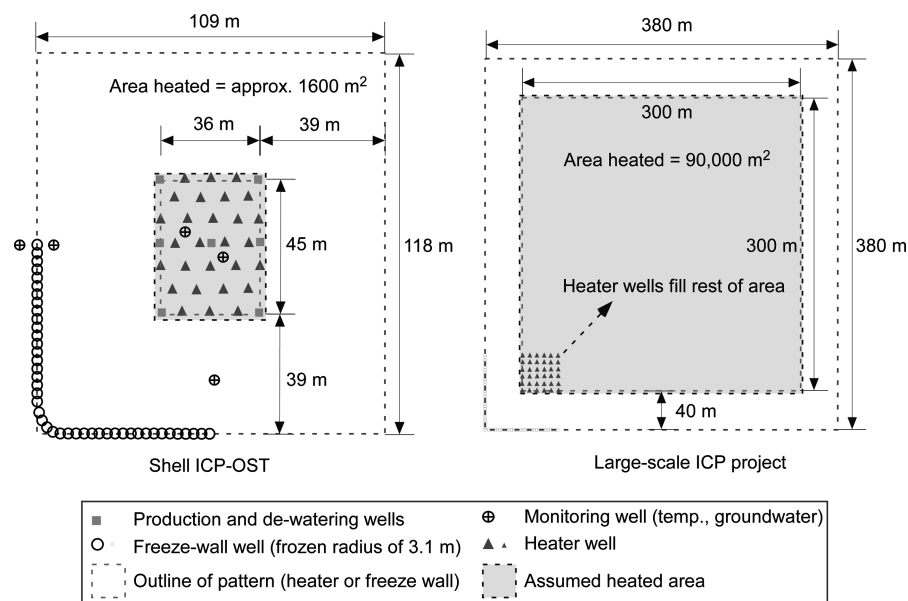 109 m
Area heated = approx. 1600 m²
36 m
39 m
45 m
118 m
39 m
Shell ICP-OST
380 m
300 m
Area heated = 90,000 m²
300 m
380 m
Heater wells fill rest of area
40 m
Large-scale ICP project
Production and de-watering wells
Freeze-wall well (frozen radius of 3.1 m)
Outline of pattern (heater or freeze wall)
Monitoring well (temp., groundwater)
Heater well
Assumed heated area